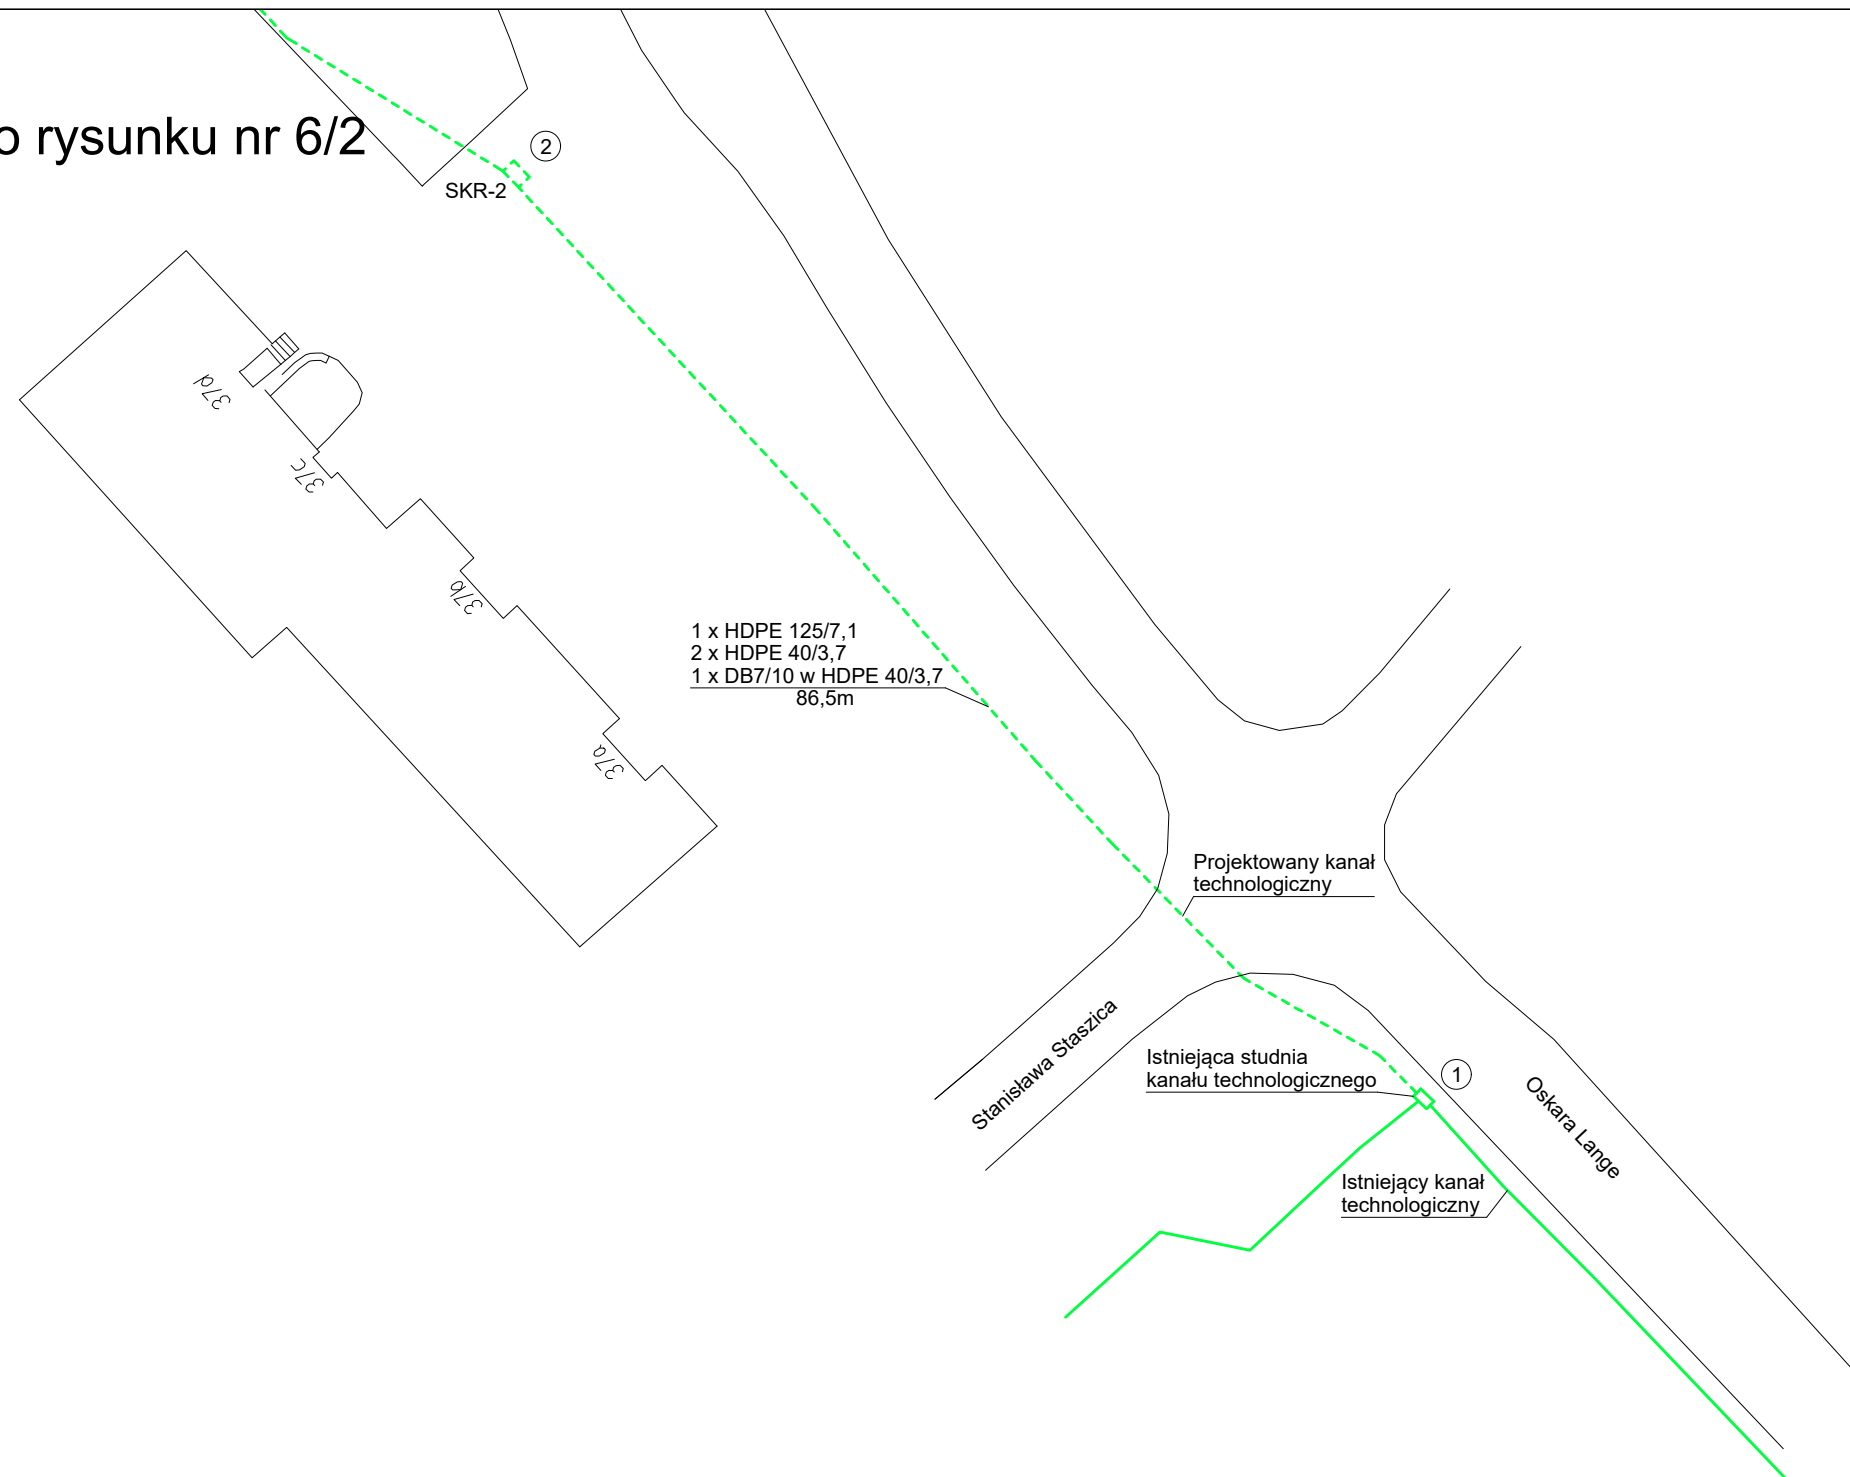 o rysunku nr 6/2
2
SKR-2
37d
37c
37b
37a
1 x HDPE 125/7,1
2 x HDPE 40/3,7
1 x DB7/10 w HDPE 40/3,7
86,5m
Projektowany kanał
technologiczny
Stanisława Staszica
Istniejąca studnia
kanału technologicznego
1
Oskara Lange
Istniejący kanał
technologiczny